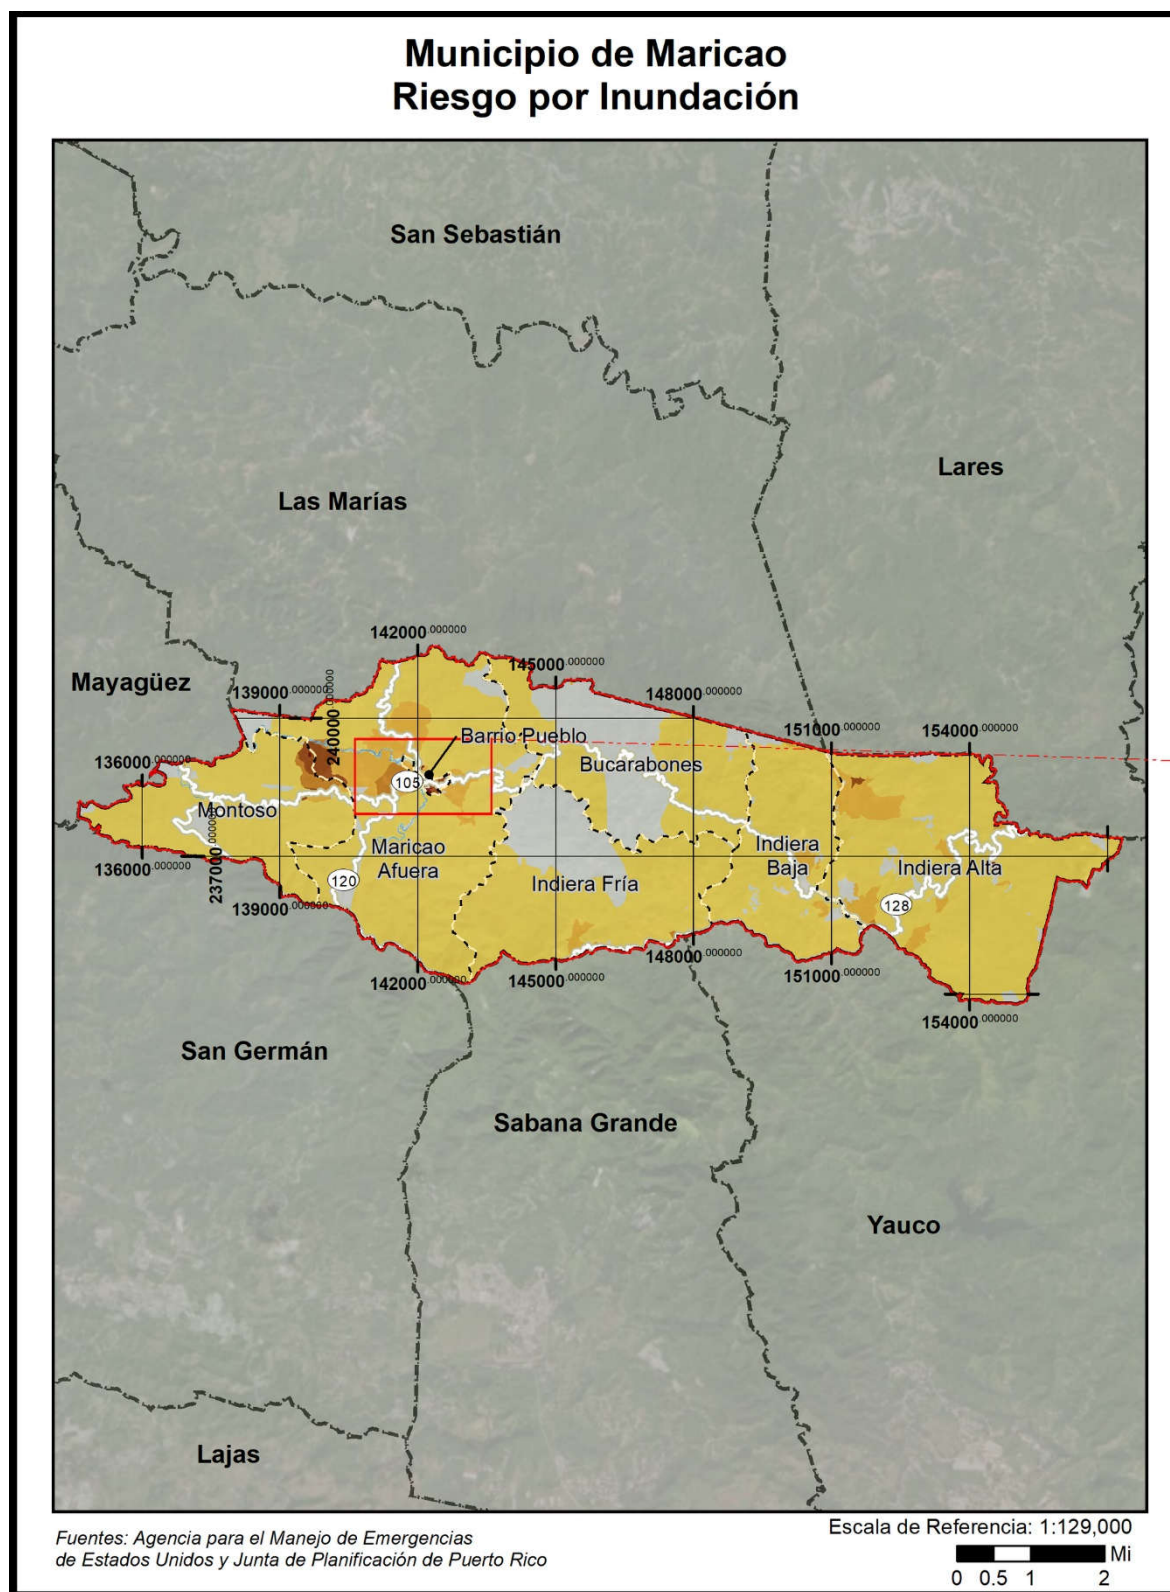 Municipio de Maricao
Riesgo por Inundación
San Sebastián
Lares
Las Marías
Mayagüez
142000.000000
145000.000000
139000.000000
148000.000000
240000.000000
Barrio Pueblo
151000.000000
154000.000000
136000.000000
Bucarabones
105
Montoso
Maricao
Afuera
Indiera
Baja
Indiera Alta
136000.000000
237000.000000
120
Indiera Fría
128
139000.000000
142000.000000
145000.000000
148000.000000
151000.000000
154000.000000
San Germán
Sabana Grande
Yauco
Lajas
Fuentes: Agencia para el Manejo de Emergencias
de Estados Unidos y Junta de Planificación de Puerto Rico
Escala de Referencia: 1:129,000
Mi
0 0.5 1 2